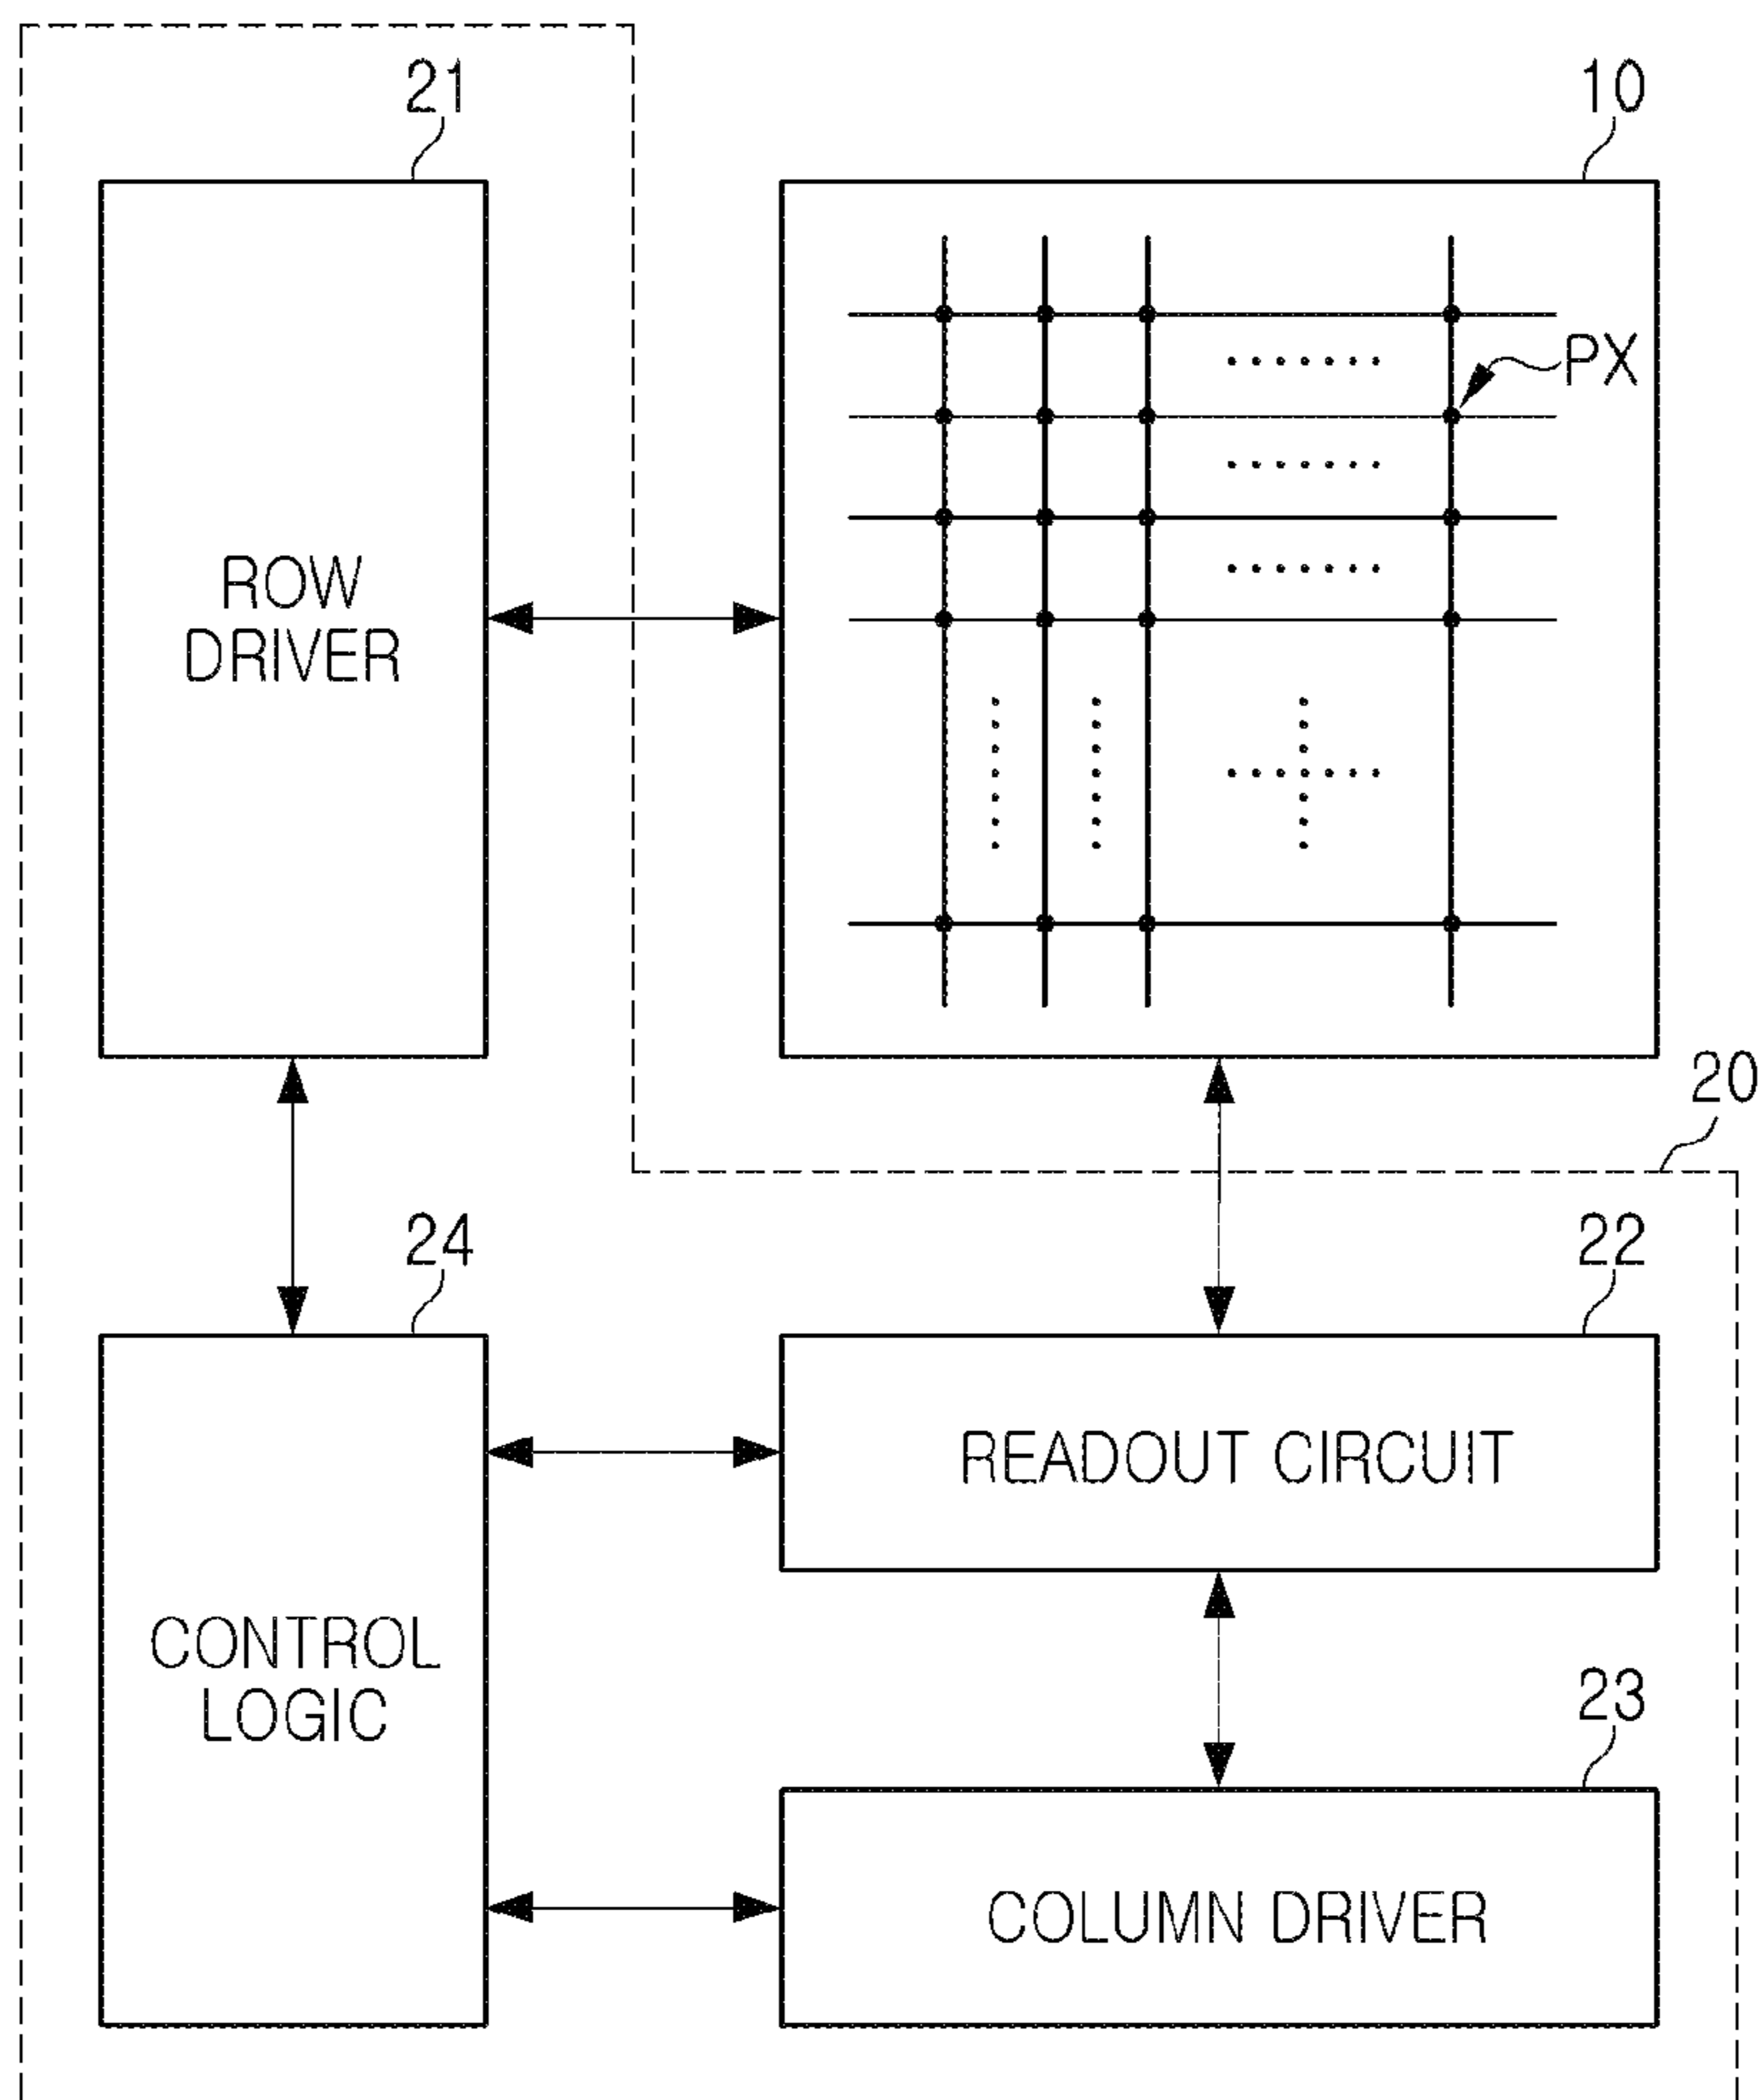 21
10
PX
ROW
DRIVER
20
24
22
READOUT CIRCUIT
CONTROL
LOGIC
23
COLUMN DRIVER